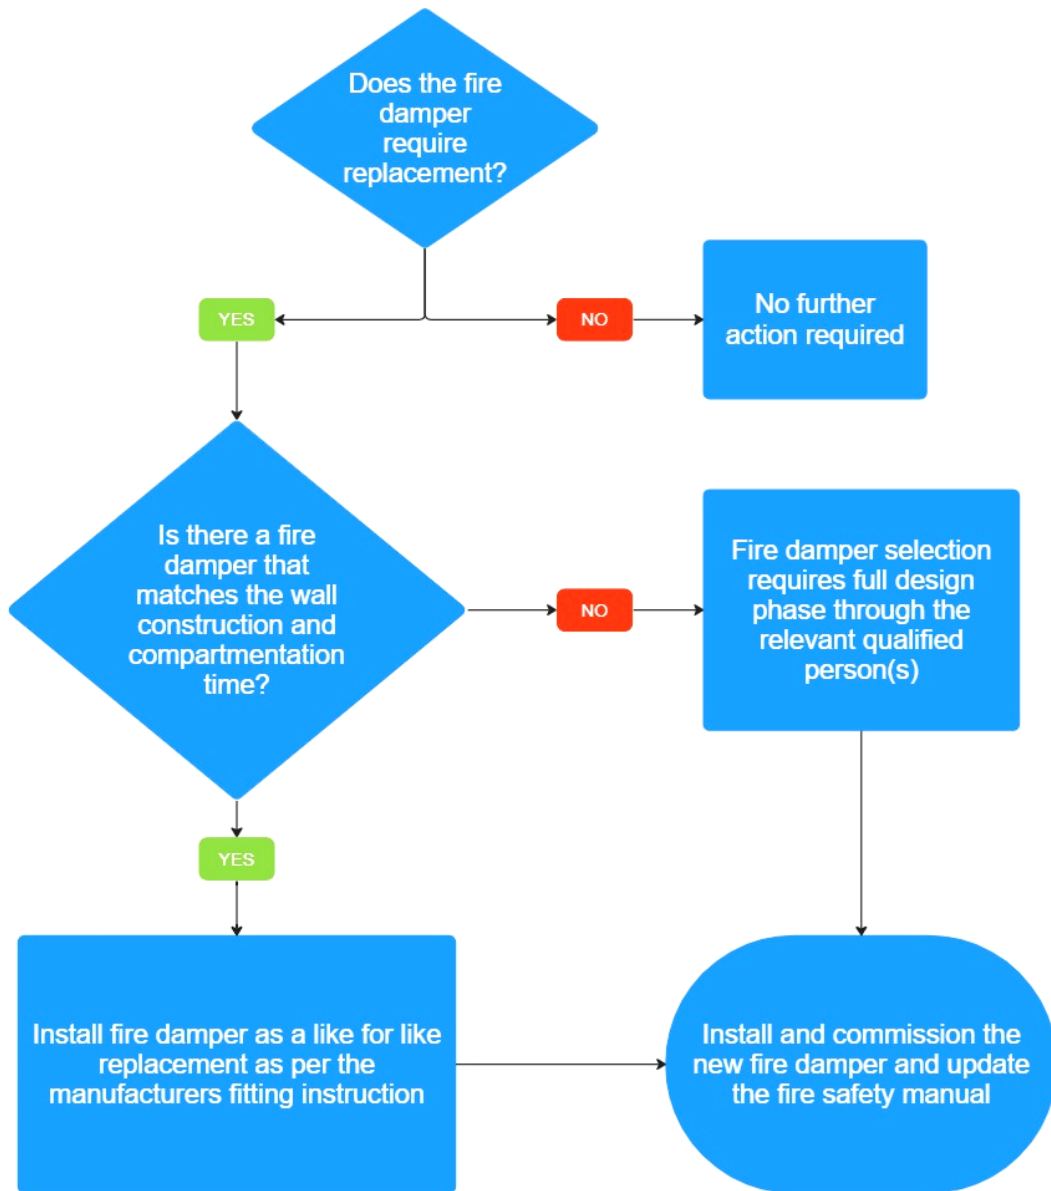 Does the fire
damper
require
replacement?
YES
NO
No further
action required
Is there a fire
damper that
matches the wall
construction and
compartmentation
time?
NO
Fire damper selection
requires full design
phase through the
relevant qualified
person(s)
YES
Install fire damper as a like for like
replacement as per the
manufacturers fitting instruction
Install and commission the
new fire damper and update
the fire safety manual